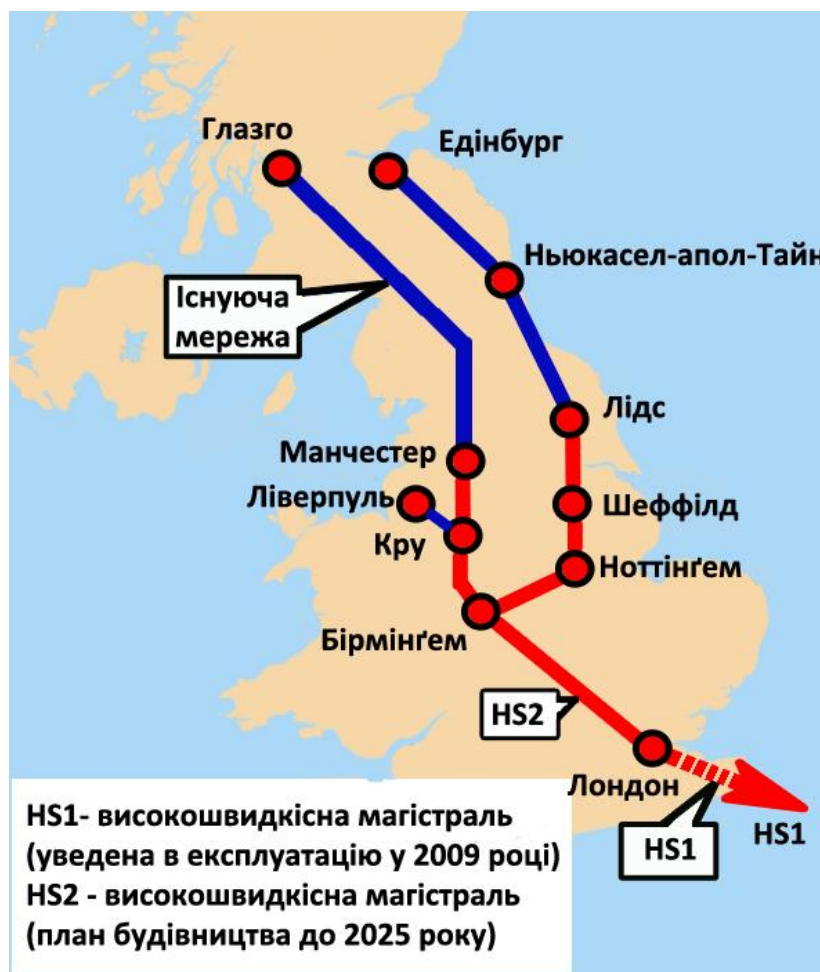 Глазго
Едінбург
Ньюкасел-апол-Тайн
Існуюча
мережа
Лідс
Манчестер
Ліверпуль
Шеффілд
Кру
Ноттінґем
Бірмінґем
HS2
Лондон
HS1
HS1
HS1- високошвидкісна магістраль
(уведена в експлуатацію у 2009 році)
HS2 - високошвидкісна магістраль
(план будівництва до 2025 року)